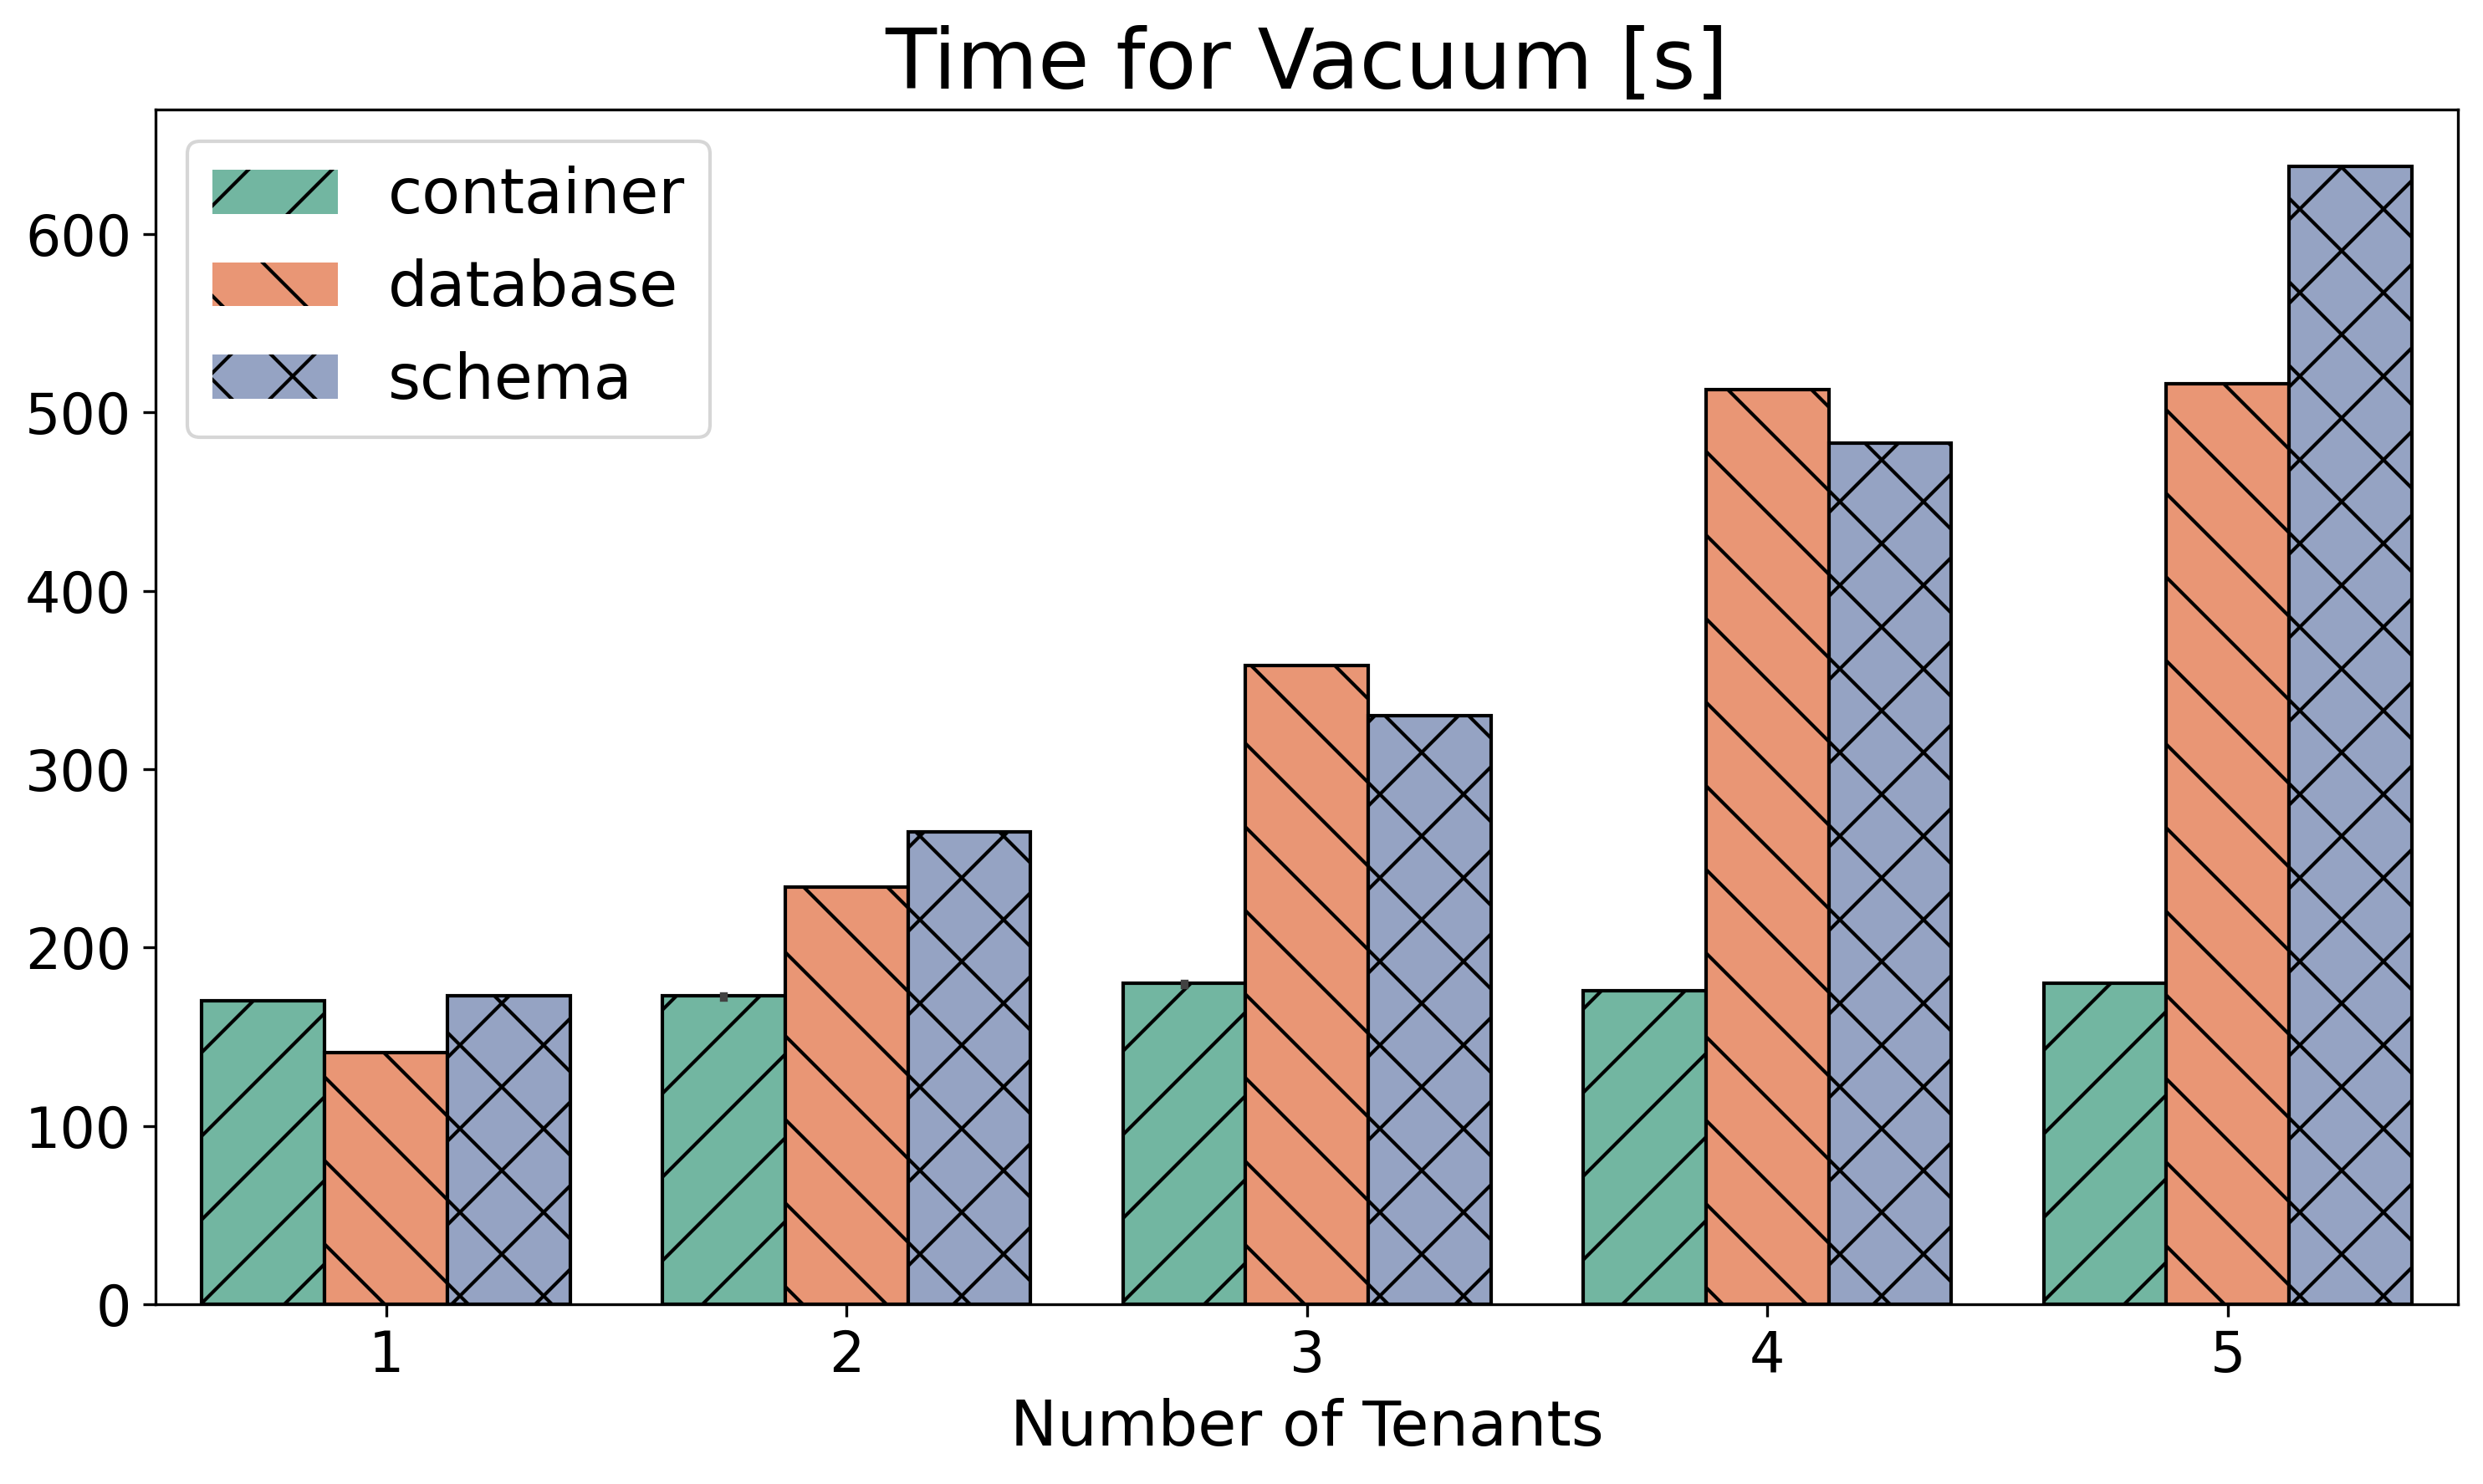 Time for Vacuum [s]
container
database
schema
600
500
400
300
200
100
0
1 2 3 4 5
Number of Tenants